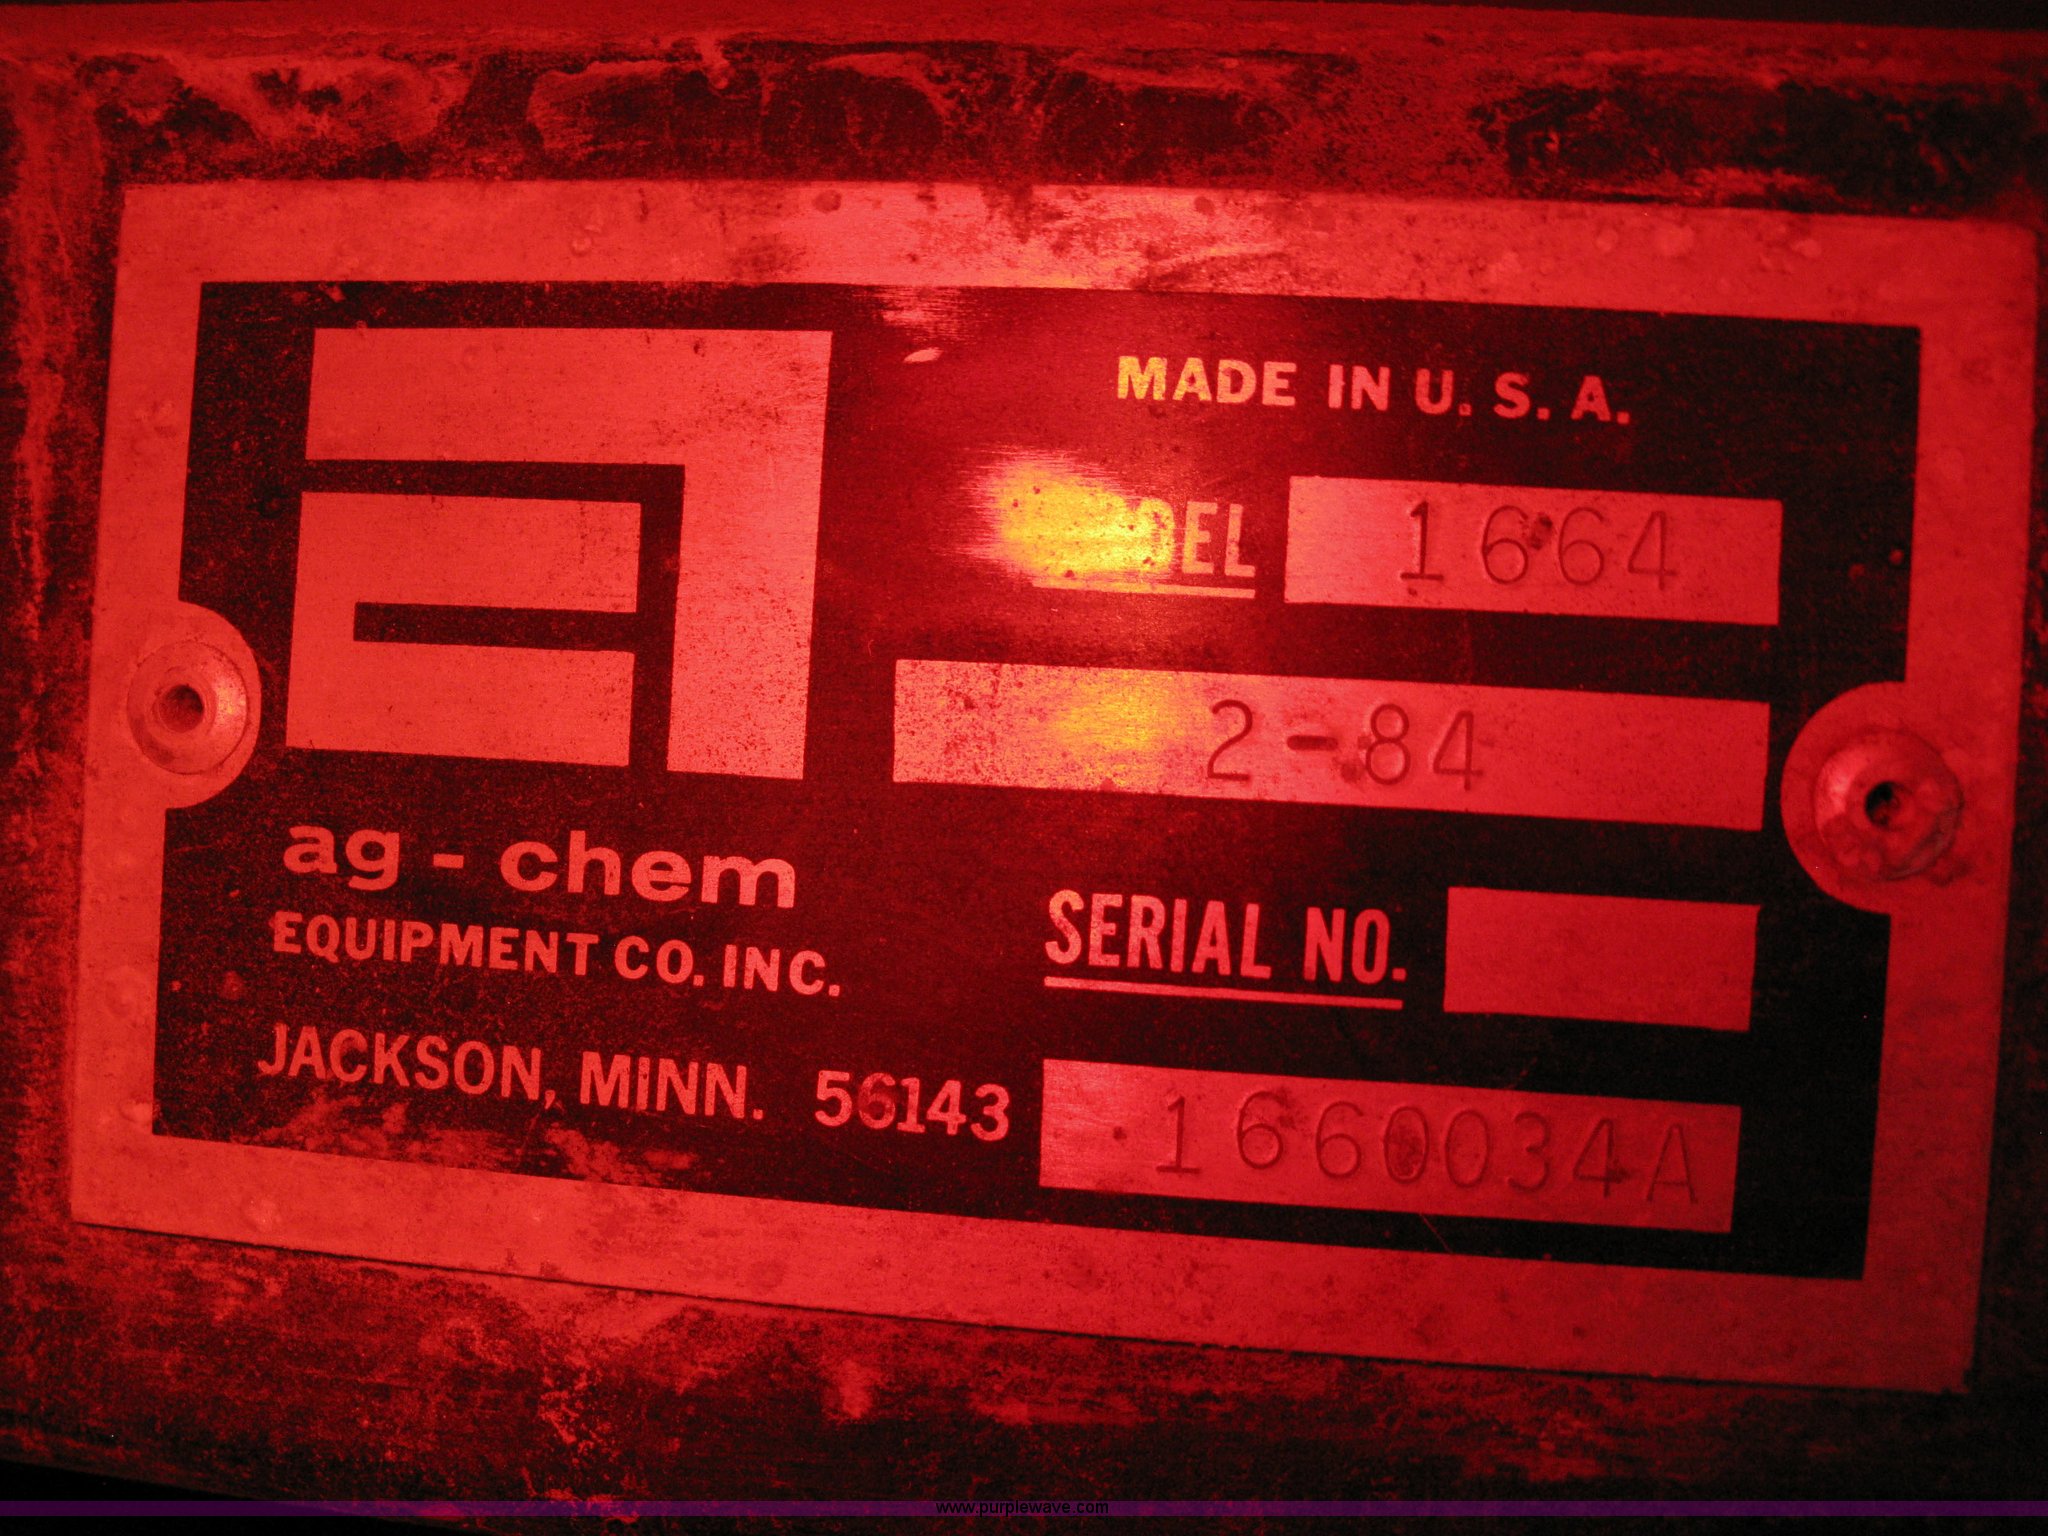 MADE IN U. S. A.
MODEL 1664
2-84
ag - chem
EQUIPMENT CO. INC.
SERIAL NO.
JACKSON, MINN. 56143
1660034A
www.purplewave.com